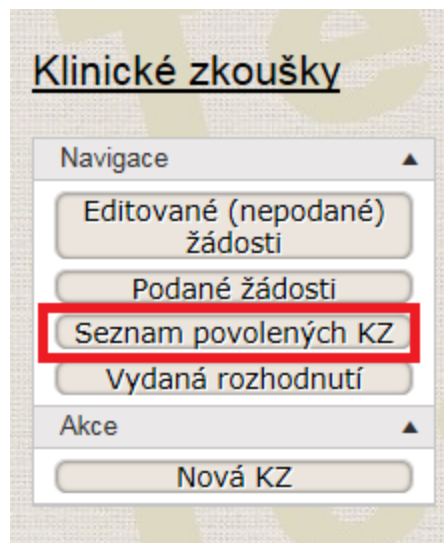 Klinické zkoušky
Navigace
Editované (nepodané)
žádosti
Podané žádosti
Seznam povolených KZ
Vydaná rozhodnutí
Akce
Nová KZ